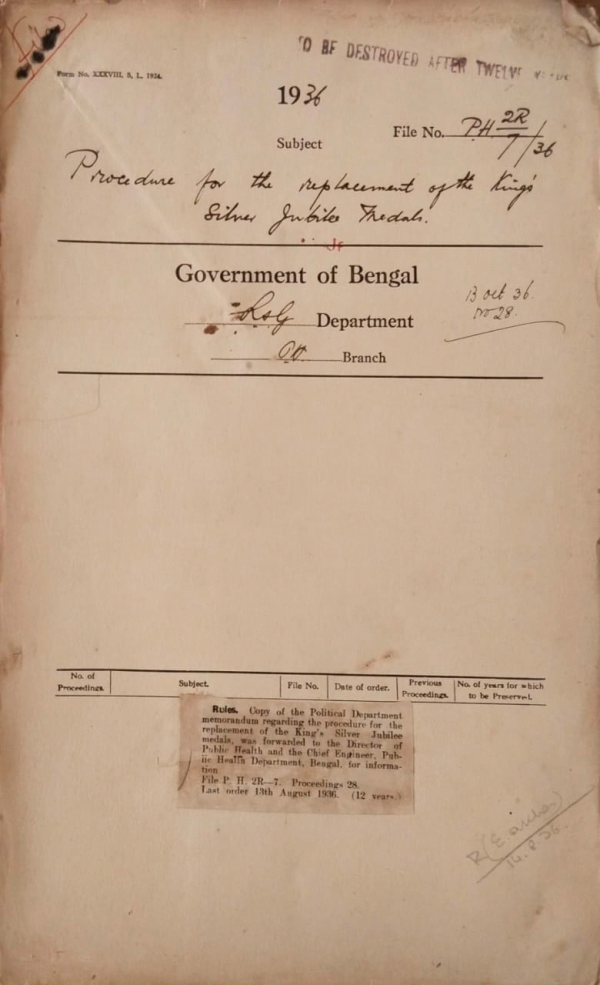 TO BE DESTROYED AFTER TWELVE
Form No. XXXVIII, S. L. 1934.
1936
File No. P.H. 2R/7/36
Subject
Procedure for the replacement of the King's
Silver Jubilee Medals.
Government of Bengal
LSG Department
PH Branch
B Oct 36.
no 28.
No. of Proceedings. Subject. File No. Date of order. Previous Proceedings. No. of years for which to be Preserved.
Rules. Copy of the Political Department
memorandum regarding the procedure for the
replacement of the King's Silver Jubilee
medals, was forwarded to the Director of
Public Health and the Chief Engineer, Pub-
lic Health Department, Bengal, for informa-
tion
File P. H. 2R—7. Proceedings 28.
Last order 13th August 1936. (12 years.)